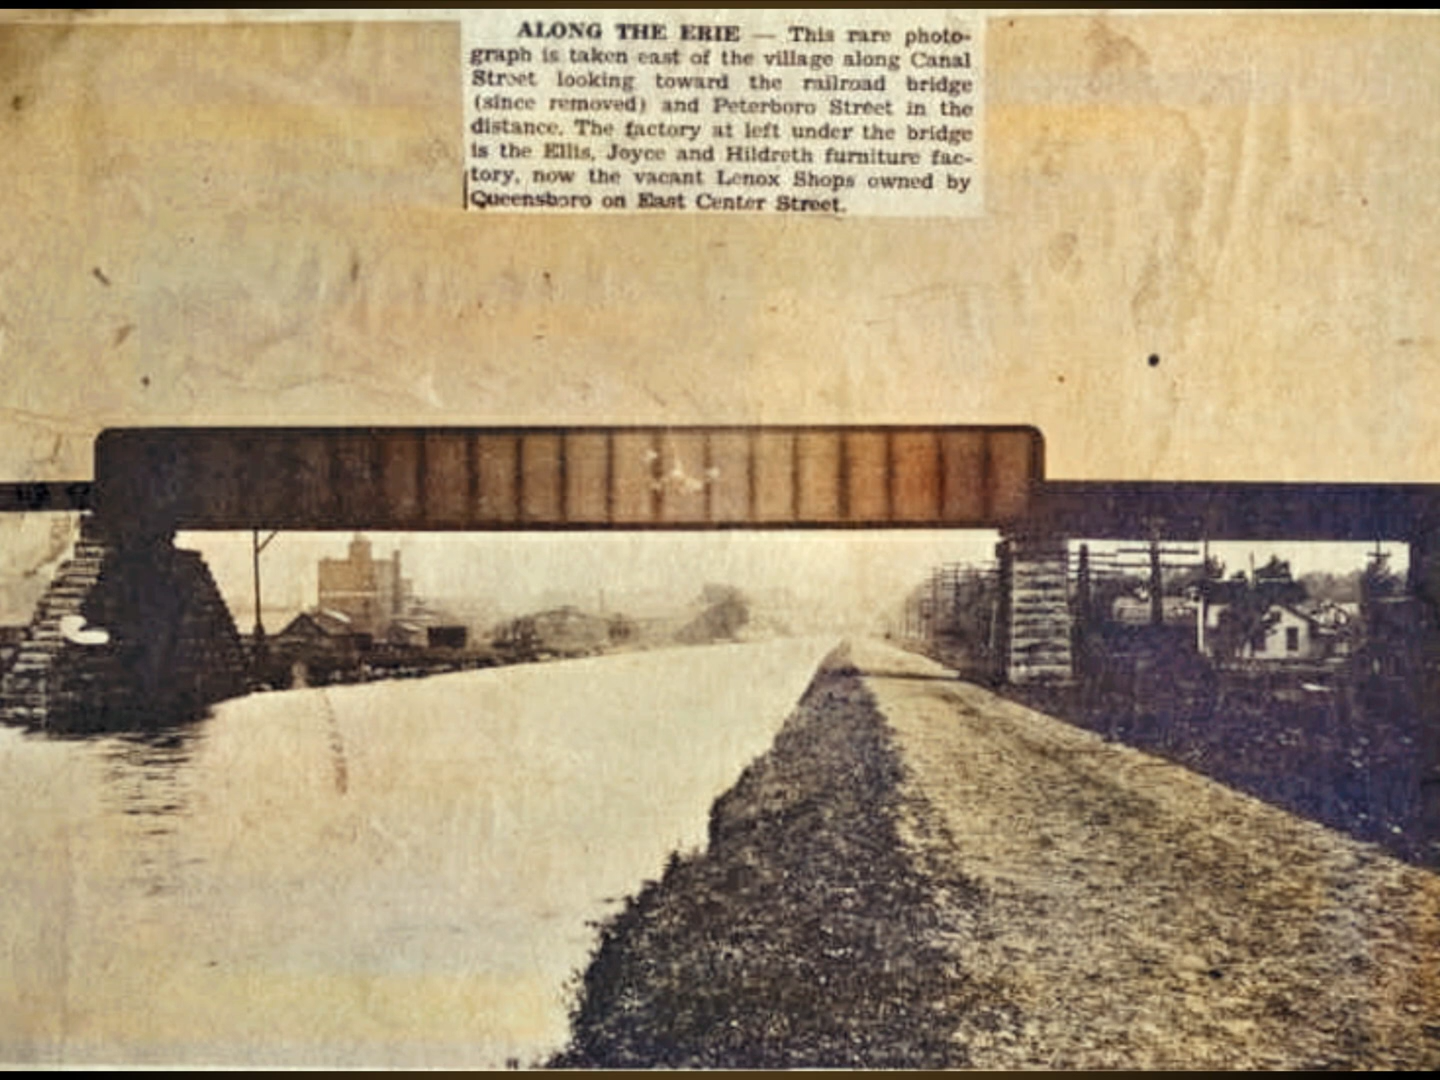 ALONG THE ERIE — This rare photo-
graph is taken east of the village along Canal
Street looking toward the railroad bridge
(since removed) and Peterboro Street in the
distance. The factory at left under the bridge
is the Ellis, Joyce and Hildreth furniture fac-
tory, now the vacant Lenox Shops owned by
Queensboro on East Center Street.